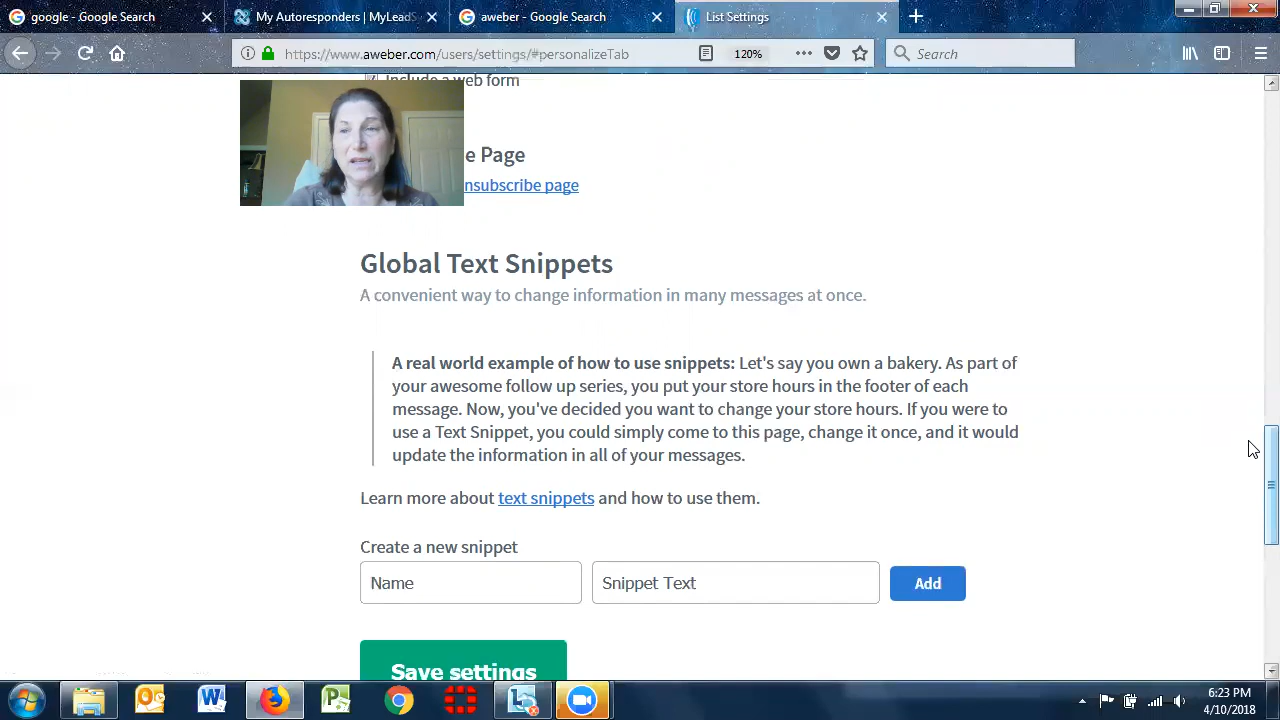 google - Google Search
My Autoresponders | MyLeadS
aweber - Google Search
List Settings
https://www.aweber.com/users/settings/#personalizeTab
120%
Search
Include a web form
e Page
nsubscribe page
Global Text Snippets
A convenient way to change information in many messages at once.
A real world example of how to use snippets: Let's say you own a bakery. As part of
your awesome follow up series, you put your store hours in the footer of each
message. Now, you've decided you want to change your store hours. If you were to
use a Text Snippet, you could simply come to this page, change it once, and it would
update the information in all of your messages.
Learn more about text snippets and how to use them.
Create a new snippet
Name
Snippet Text
Add
Save settings
6:23 PM
4/10/2018